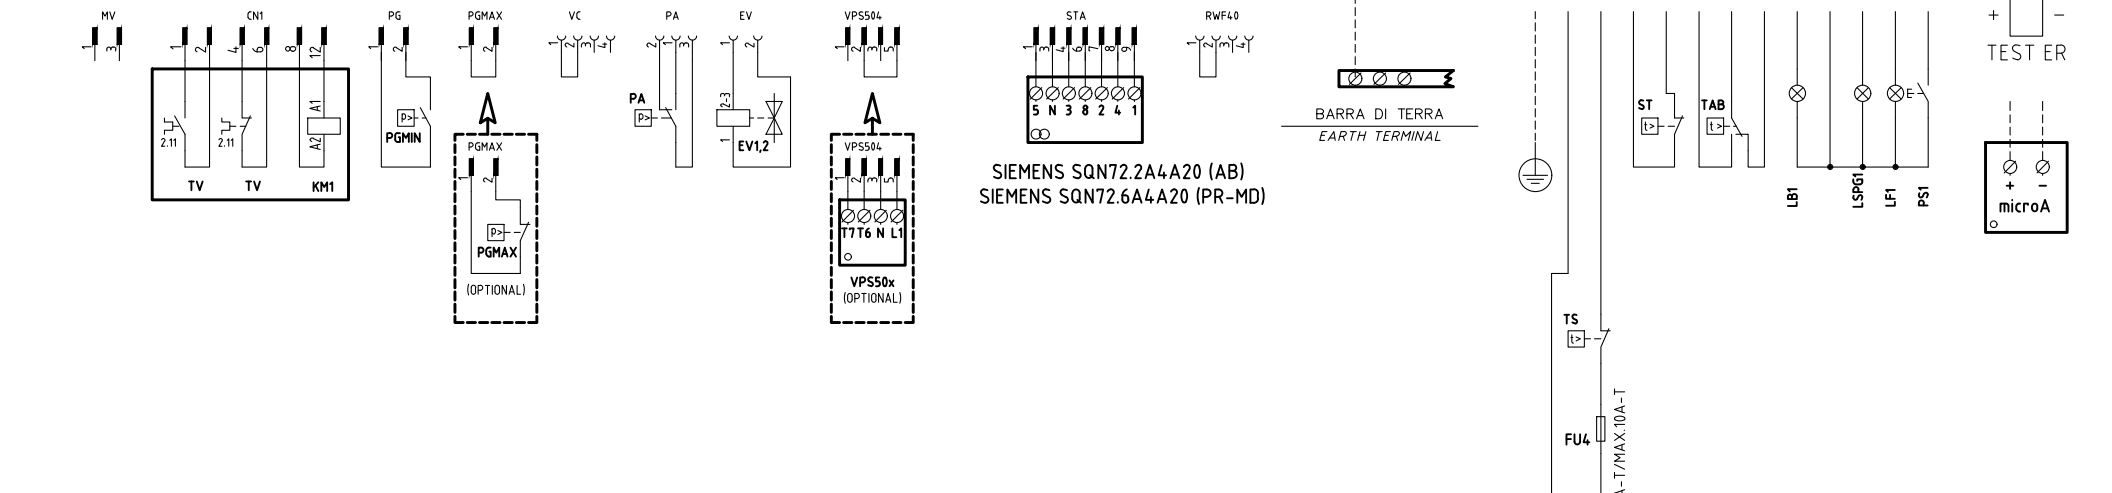 MV
CN1
PG
PGMAX
VC
PA
EV
VPS504
STA
RWF40
+ -
TEST ER
1 3
1 2 4 6 8 12
1 2
1 2
1 2 3 4
2 1 3
1 2
1 2 3 5
1 3 4 6 7 8 9
1 2 3 4
2.11
TV
2.11
TV
A1
A2
KM1
P>
PGMIN
PGMAX
1 2
P>
PGMAX
(OPTIONAL)
PA
P>
2-3
1
EV1,2
VPS504
1 2 3 5
T7 T6 N L1
VPS50x
(OPTIONAL)
5 N 3 8 2 4 1
SIEMENS SQN72.2A4A20 (AB)
SIEMENS SQN72.6A4A20 (PR-MD)
BARRA DI TERRA
EARTH TERMINAL
ST
t>
TAB
t>
LB1
LSPG1
LF1
PS1
E
+ -
microA
TS
t>
FU4
A-T/MAX.10A-T